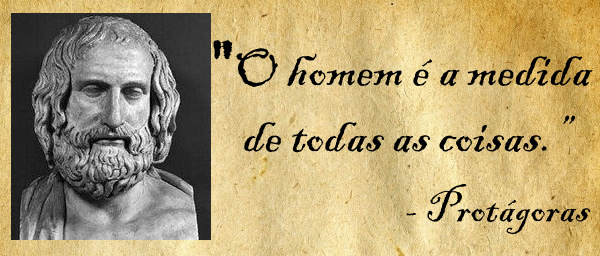 "O homem é a medida
de todas as coisas."
- Protágoras